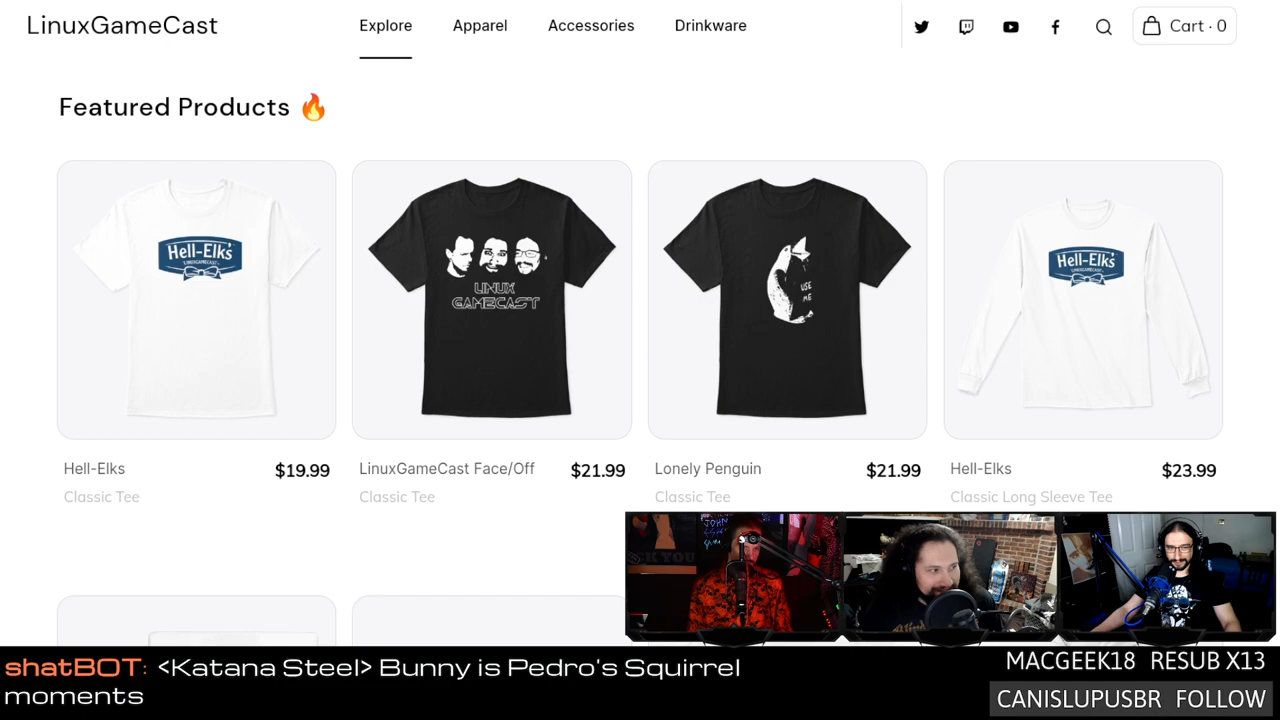 LinuxGameCast
Explore
Apparel
Accessories
Drinkware
Cart · 0
Featured Products 🔥
Hell-Elks
LINUXGAMECAST
LINUX
GAMECAST
USE
ME
Hell-Elks
LINUXGAMECAST
Hell-Elks
$19.99
Classic Tee
LinuxGameCast Face/Off
$21.99
Classic Tee
Lonely Penguin
$21.99
Classic Tee
Hell-Elks
$23.99
Classic Long Sleeve Tee
JOHN
shatBOT: <Katana Steel> Bunny is Pedro's Squirrel
moments
MACGEEK18 RESUB X13
CANISLUPUSBR FOLLOW